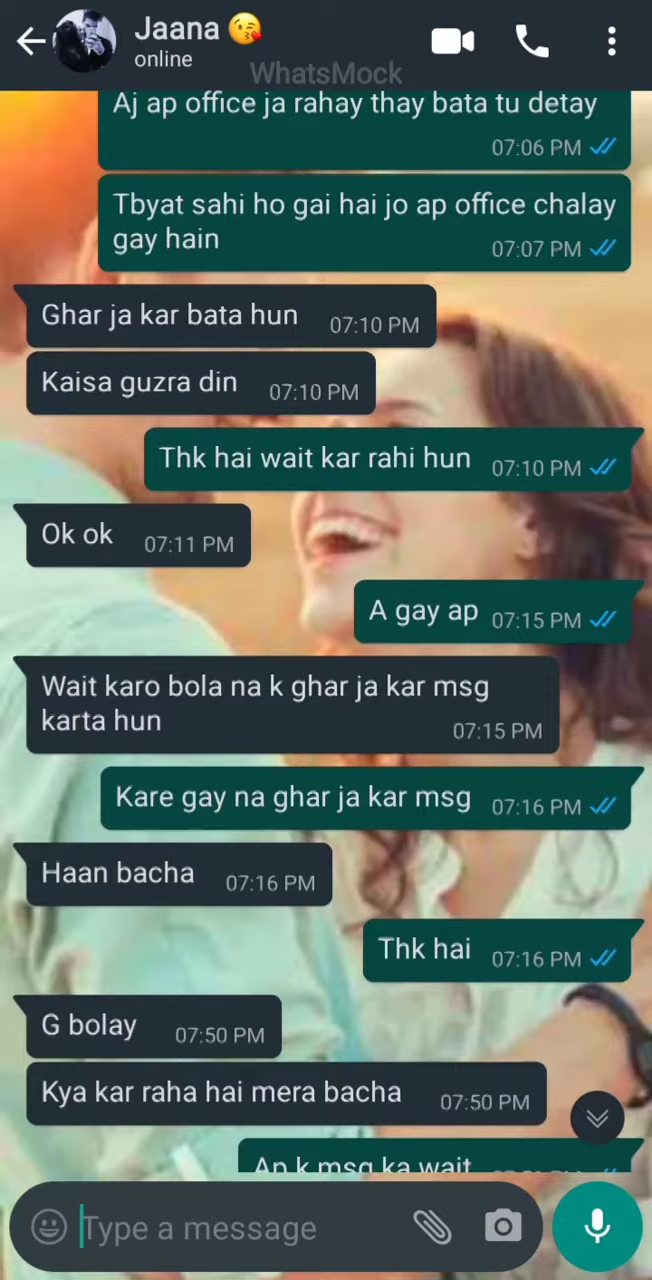 Jaana 😘
online
WhatsMock
Aj ap office ja rahay thay bata tu detay
07:06 PM
Tbyat sahi ho gai hai jo ap office chalay
gay hain 07:07 PM
Ghar ja kar bata hun 07:10 PM
Kaisa guzra din 07:10 PM
Thk hai wait kar rahi hun 07:10 PM
Ok ok 07:11 PM
A gay ap 07:15 PM
Wait karo bola na k ghar ja kar msg
karta hun 07:15 PM
Kare gay na ghar ja kar msg 07:16 PM
Haan bacha 07:16 PM
Thk hai 07:16 PM
G bolay 07:50 PM
Kya kar raha hai mera bacha 07:50 PM
Ap k msg ka wait
Type a message